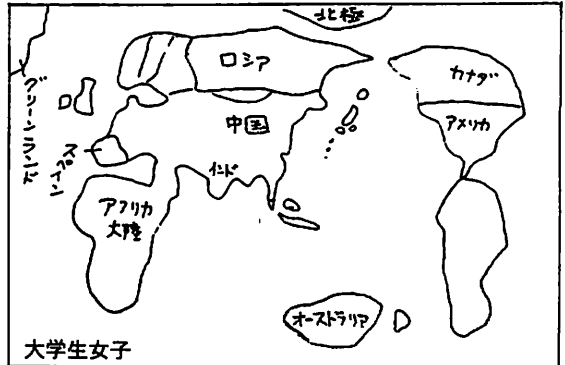 北極
ロシア
カナダ
グリーンランド
中国
アメリカ
スペイン
インド
アフリカ
大陸
オーストラリア
大学生女子